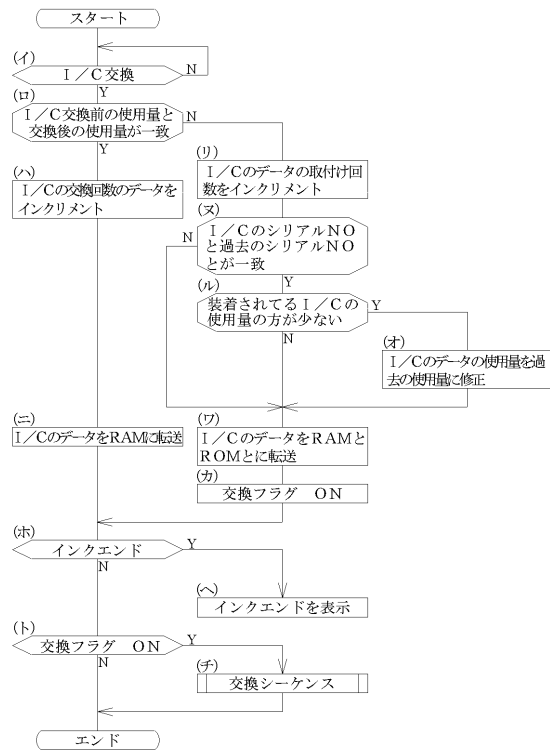 スタート
(イ)
Ｉ／Ｃ交換
N
Y
(ロ)
Ｉ／Ｃ交換前の使用量と
交換後の使用量が一致
N
Y
(ハ)
Ｉ／Ｃの交換回数のデータを
インクリメント
(リ)
Ｉ／Ｃのデータの取付け回
数をインクリメント
(ヌ)
Ｉ／ＣのシリアルＮＯ
と過去のシリアルＮＯ
とが一致
N
Y
(ル)
装着されてるＩ／Ｃの
使用量の方が少ない
Y
N
(オ)
Ｉ／Ｃのデータの使用量を過
去の使用量に修正
(ニ)
Ｉ／ＣのデータをRAMに転送
(ワ)
Ｉ／ＣのデータをＲＡＭと
ＲＯＭとに転送
(カ)
交換フラグ　ＯＮ
(ホ)
インクエンド
Y
N
(ヘ)
インクエンドを表示
(ト)
交換フラグ　ＯＮ
Y
N
(チ)
交換シーケンス
エンド